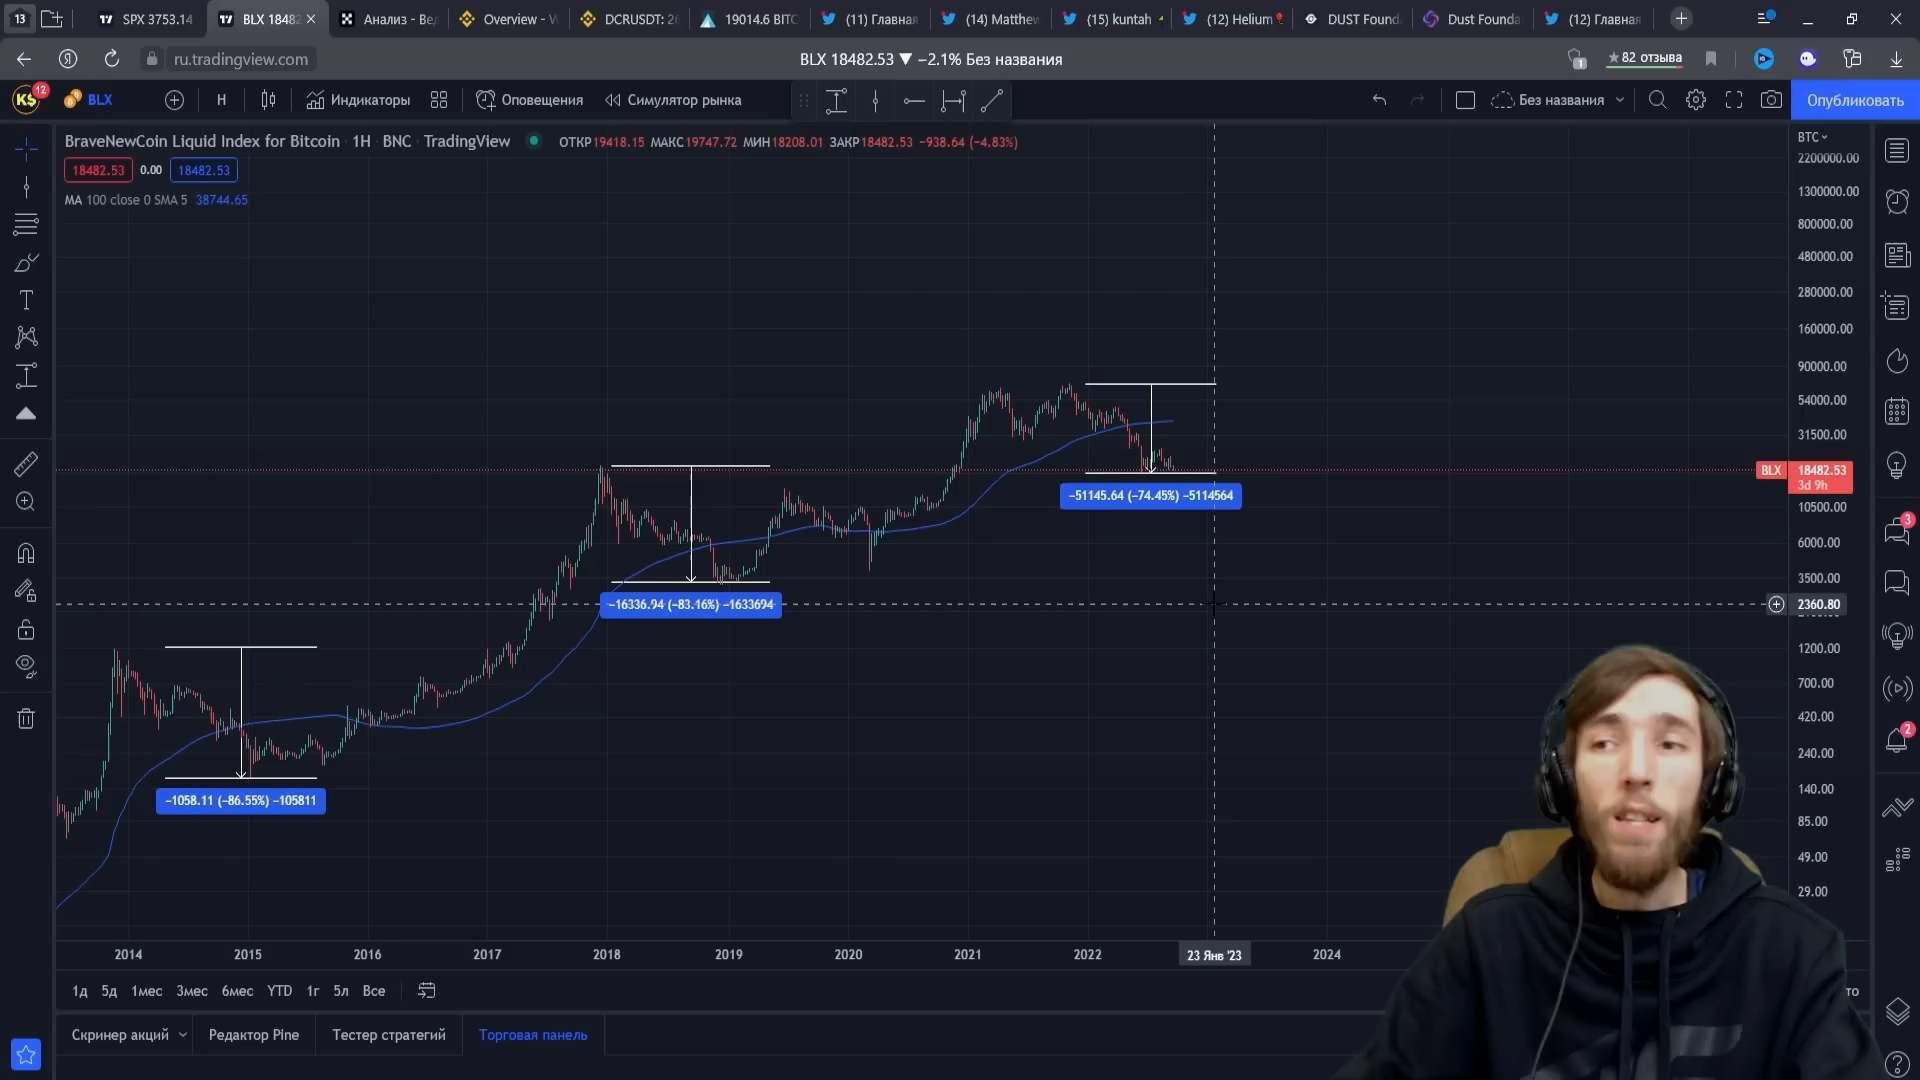 13
SPX 3753.14
BLX 1848
Анализ - Ве
Overview -
DCRUSDT: 2
19014.6 BITC
(11) Главная
(14) Matthew
(15) kuntah
(12) Helium
DUST Found
Dust Founda
(12) Главная
ru.tradingview.com
BLX 18482.53 ▼ −2.1% Без названия
1
★ 82 отзыва
K$
12
BLX
Н
Индикаторы
Оповещения
Симулятор рынка
Без названия
Опубликовать
BraveNewCoin Liquid Index for Bitcoin · 1Н · BNC · TradingView
ОТКР19418.15 МАКС19747.72 МИН18208.01 ЗАКР18482.53 −938.64 (−4.83%)
18482.53 0.00 18482.53
MA 100 close 0 SMA 5 38744.65
BTC
2200000.00
1300000.00
800000.00
480000.00
280000.00
160000.00
90000.00
54000.00
31500.00
BLX 18482.53
3d 9h
10500.00
6000.00
3500.00
2360.80
1200.00
700.00
420.00
240.00
140.00
85.00
49.00
29.00
−51145.64 (−74.45%) −5114564
−16336.94 (−83.16%) −1633694
−1058.11 (−86.55%) −105811
3
2
2014
2015
2016
2017
2018
2019
2020
2021
2022
23 Янв '23
2024
1д 5д 1мес 3мес 6мес YTD 1г 5л Все
то
Скринер акций
Редактор Pine
Тестер стратегий
Торговая панель